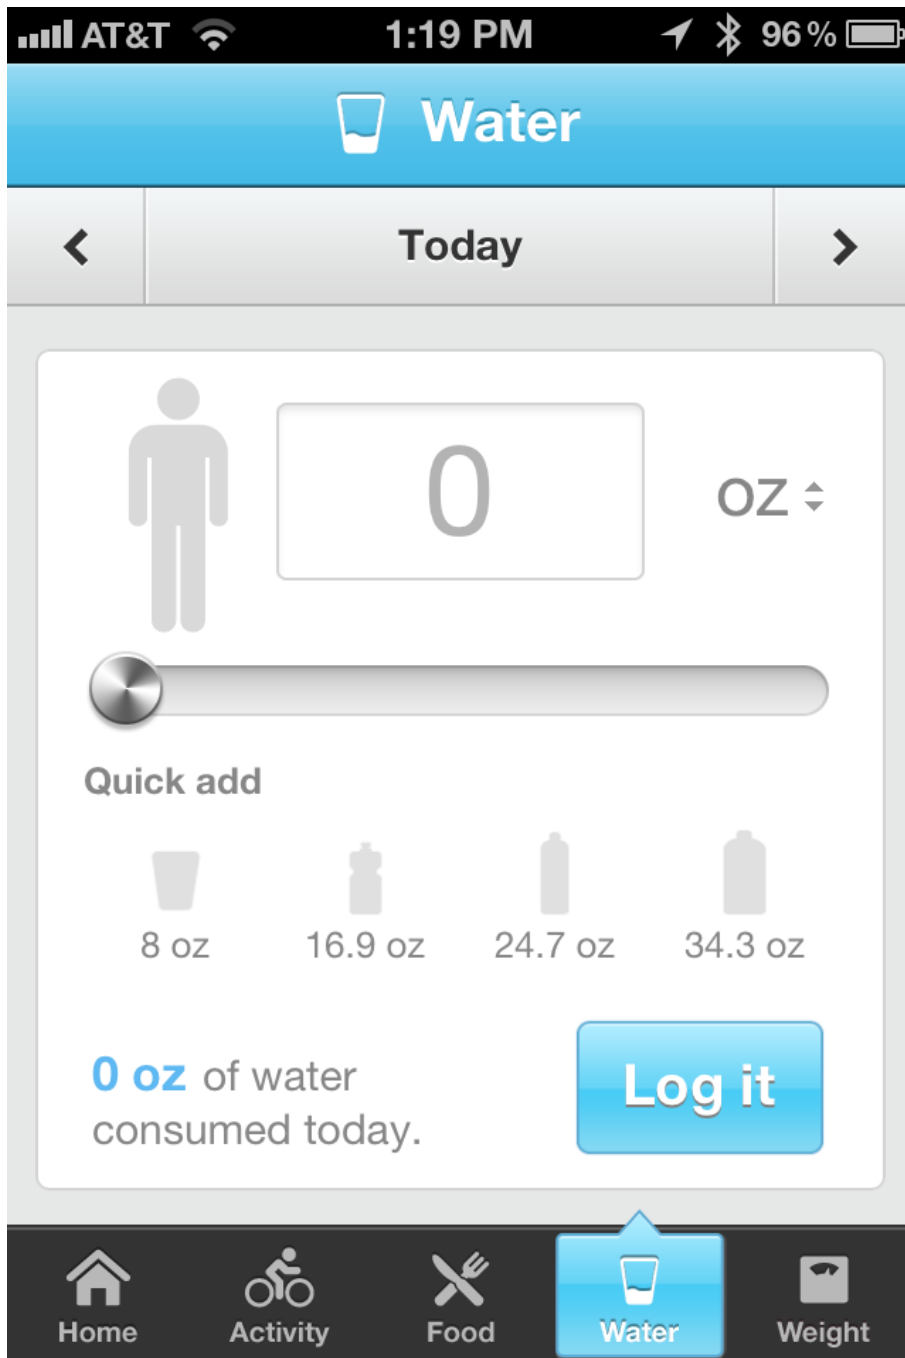 AT&T 1:19 PM 96%
Water
Today
0 OZ
Quick add
8 oz 16.9 oz 24.7 oz 34.3 oz
0 oz of water
consumed today.
Log it
Home Activity Food Water Weight